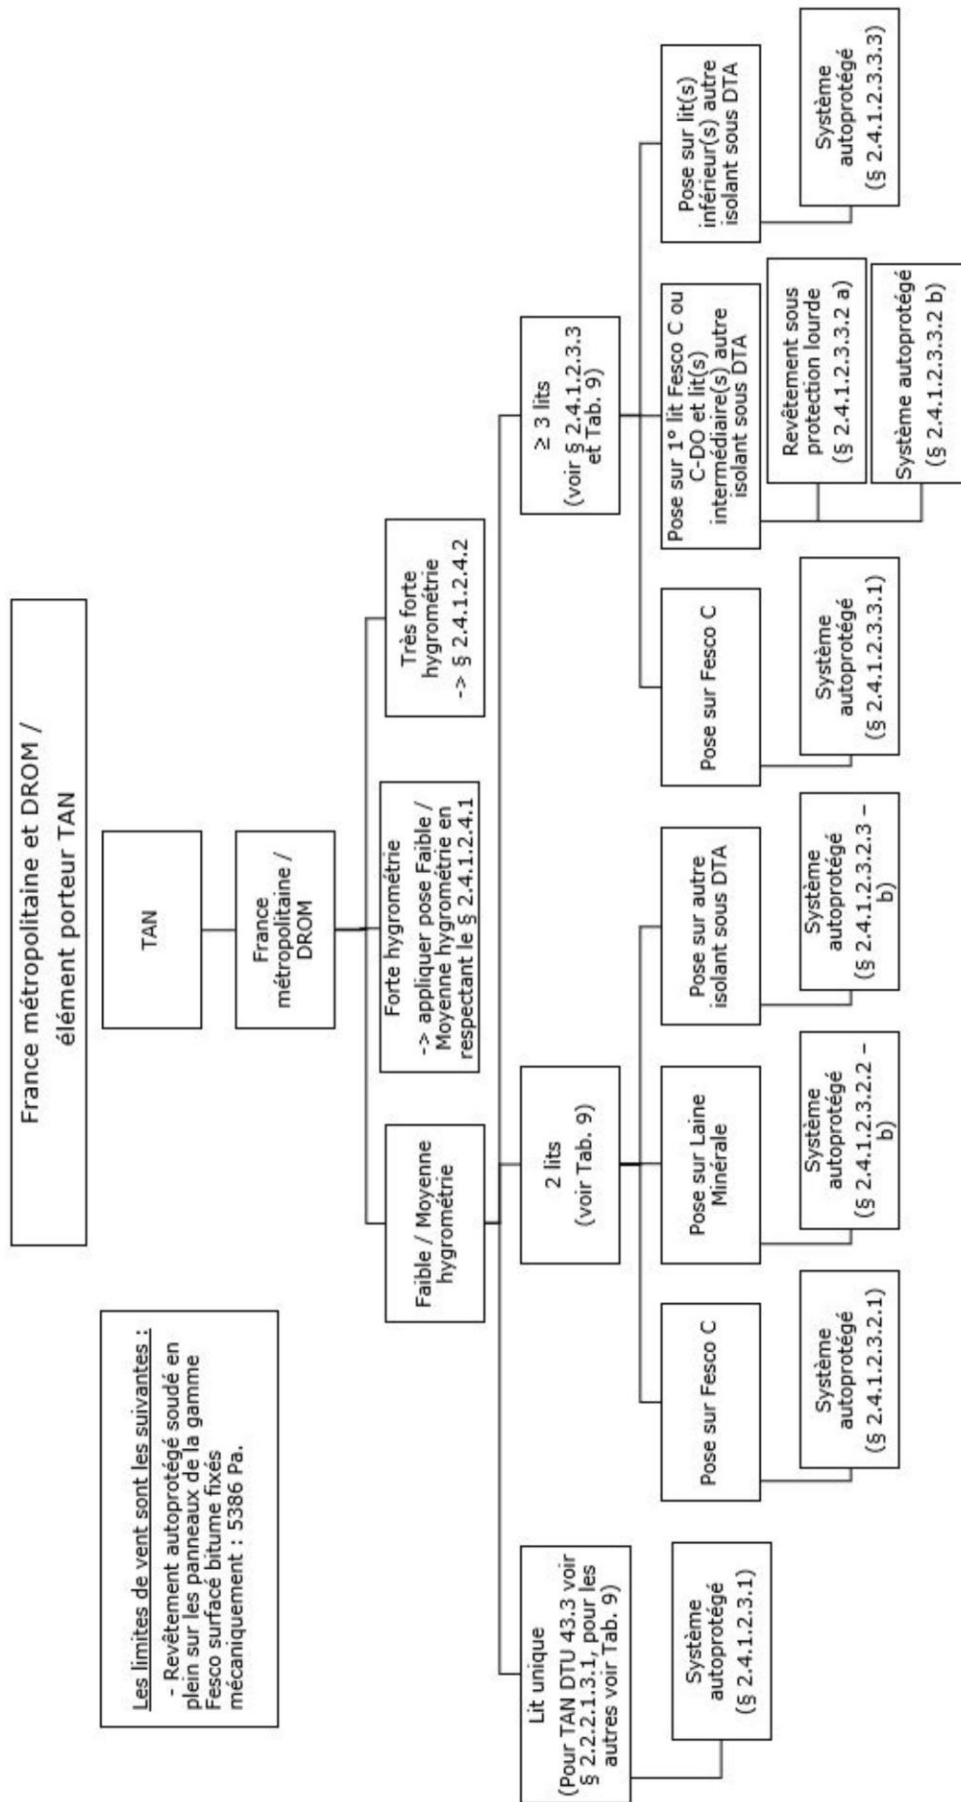 France métropolitaine et DROM /
élément porteur TAN
Les limites de vent sont les suivantes :
- Revêtement autoprotégé soudé en
plein sur les panneaux de la gamme
Fesco surfacé bitume fixés
mécaniquement : 5386 Pa.
TAN
France
métropolitaine /
DROM
Faible / Moyenne
hygrométrie
Forte hygrométrie
-> appliquer pose Faible /
Moyenne hygrométrie en
respectant le § 2.4.1.2.4.1
Très forte
hygrométrie
-> § 2.4.1.2.4.2
Lit unique
(Pour TAN DTU 43.3 voir
§ 2.2.2.1.3.1, pour les
autres voir Tab. 9)
2 lits
(voir Tab. 9)
≥ 3 lits
(voir § 2.4.1.2.3.3
et Tab. 9)
Système
autoprotégé
(§ 2.4.1.2.3.1)
Pose sur Fesco C
Pose sur Laine
Minérale
Pose sur autre
isolant sous DTA
Pose sur Fesco C
Pose sur 1° lit Fesco C ou
C-DO et lit(s)
intermédiaire(s) autre
isolant sous DTA
Pose sur lit(s)
inférieur(s) autre
isolant sous DTA
Système
autoprotégé
(§ 2.4.1.2.3.2.1)
Système
autoprotégé
(§ 2.4.1.2.3.2.2 –
b)
Système
autoprotégé
(§ 2.4.1.2.3.2.3 –
b)
Système
autoprotégé
(§ 2.4.1.2.3.3.1)
Revêtement sous
protection lourde
(§ 2.4.1.2.3.3.2 a)
Système autoprotégé
(§ 2.4.1.2.3.3.2 b)
Système
autoprotégé
(§ 2.4.1.2.3.3.3)